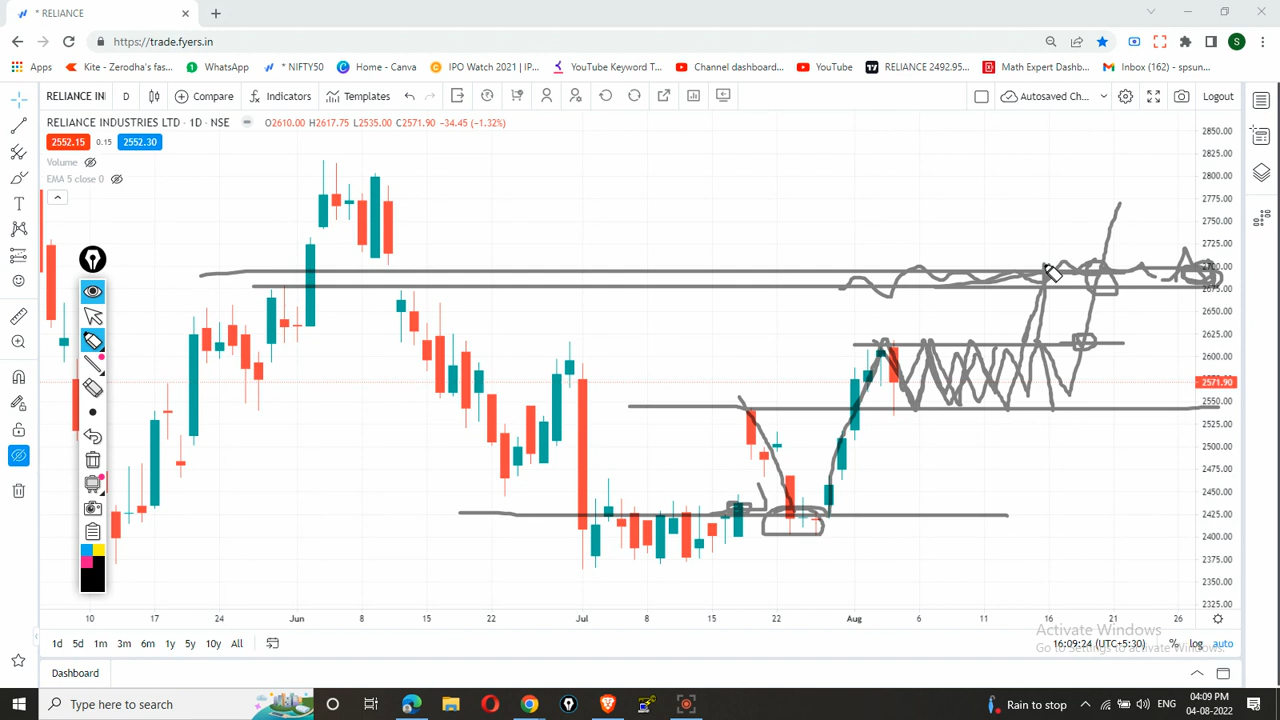 * RELIANCE
https://trade.fyers.in
S
Apps
Kite - Zerodha's fas...
WhatsApp
* NIFTY50
Home - Canva
IPO Watch 2021 | IP...
YouTube Keyword T...
Channel dashboard...
YouTube
RELIANCE 2492.95...
Math Expert Dashb...
Inbox (162) - spsun...
RELIANCE IN
D
Compare
Indicators
Templates
Autosaved Ch...
Logout
RELIANCE INDUSTRIES LTD · 1D · NSE
O2610.00 H2617.75 L2535.00 C2571.90 −34.45 (−1.32%)
2552.15
0.15
2552.30
Volume
EMA 5 close 0
2850.00
2825.00
2800.00
2775.00
2750.00
2725.00
2700.00
2675.00
2650.00
2625.00
2600.00
2571.90
2550.00
2525.00
2500.00
2475.00
2450.00
2425.00
2400.00
2375.00
2350.00
2325.00
10 17 24 Jun 8 15 22 Jul 8 15 22 Aug 6 11 16 21 26
1d 5d 1m 3m 6m 1y 5y 10y All
Activate Windows
Go to Settings to activate Windows.
16:09:24 (UTC+5:30)
% log auto
Dashboard
Type here to search
Rain to stop
ENG
04:09 PM
04-08-2022